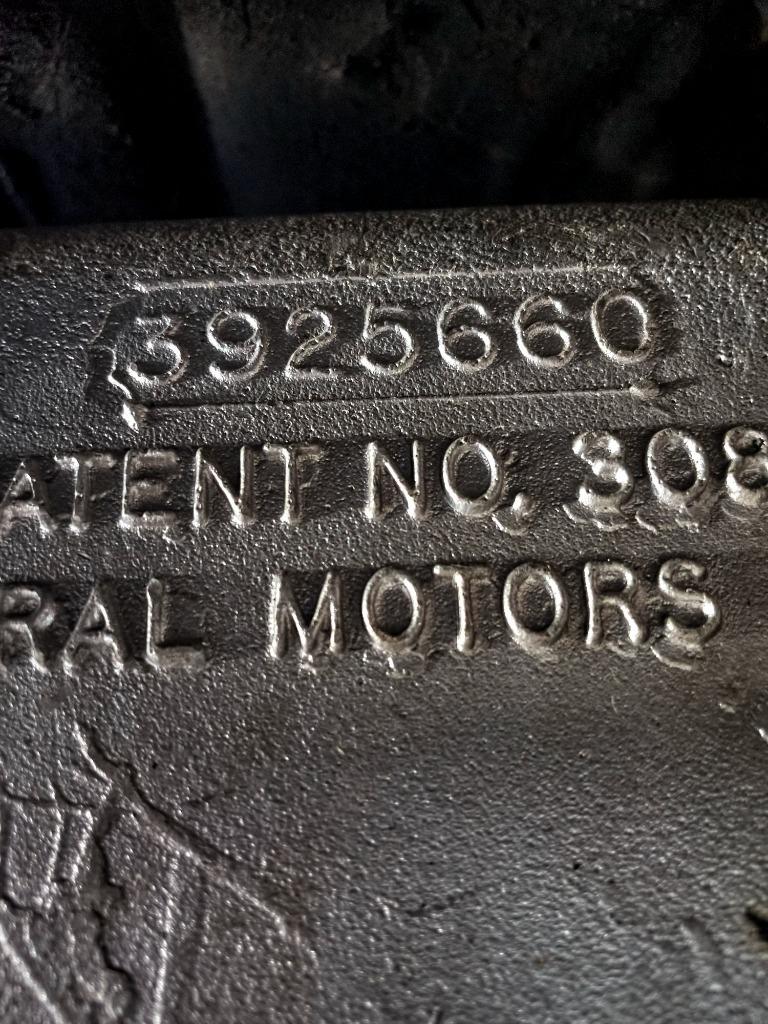 3925660
ATENT NO. 308
RAL MOTORS